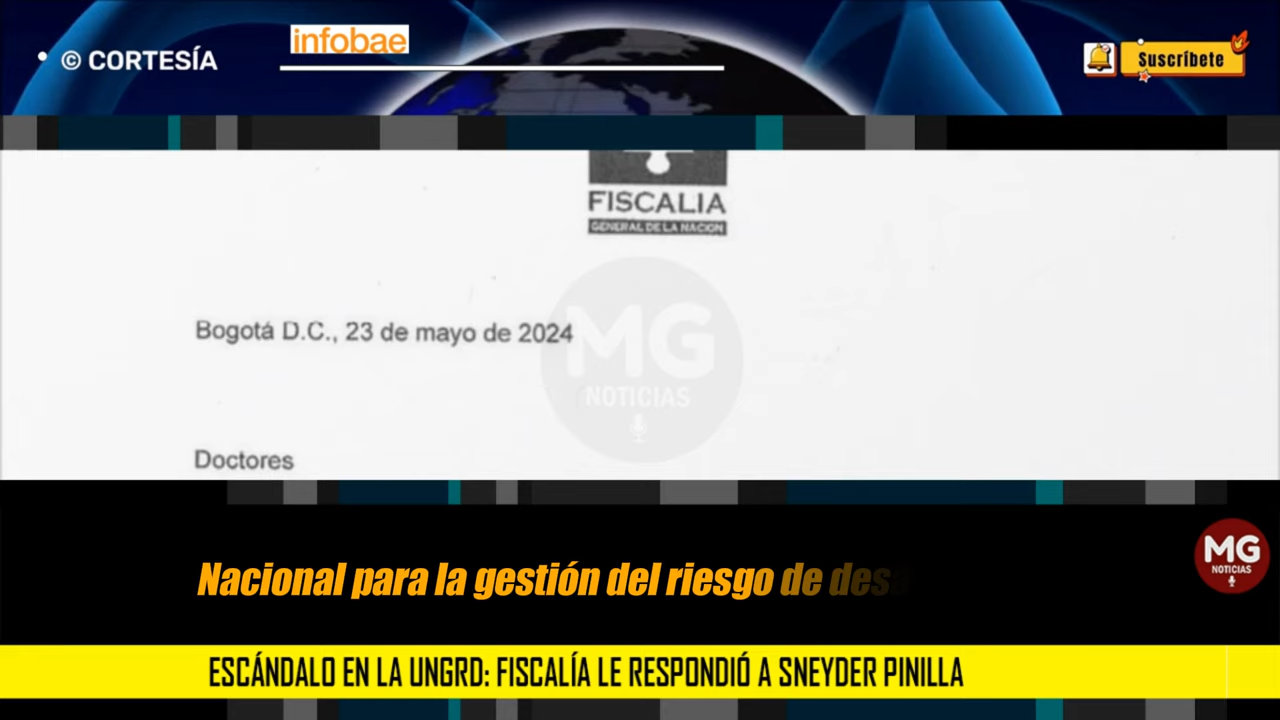 infobae
© CORTESÍA
Suscríbete
FISCALIA
GENERAL DE LA NACION
Bogotá D.C., 23 de mayo de 2024
MG
NOTICIAS
Doctores
MG
NOTICIAS
Nacional para la gestión del riesgo de desa
ESCÁNDALO EN LA UNGRD: FISCALÍA LE RESPONDIÓ A SNEYDER PINILLA